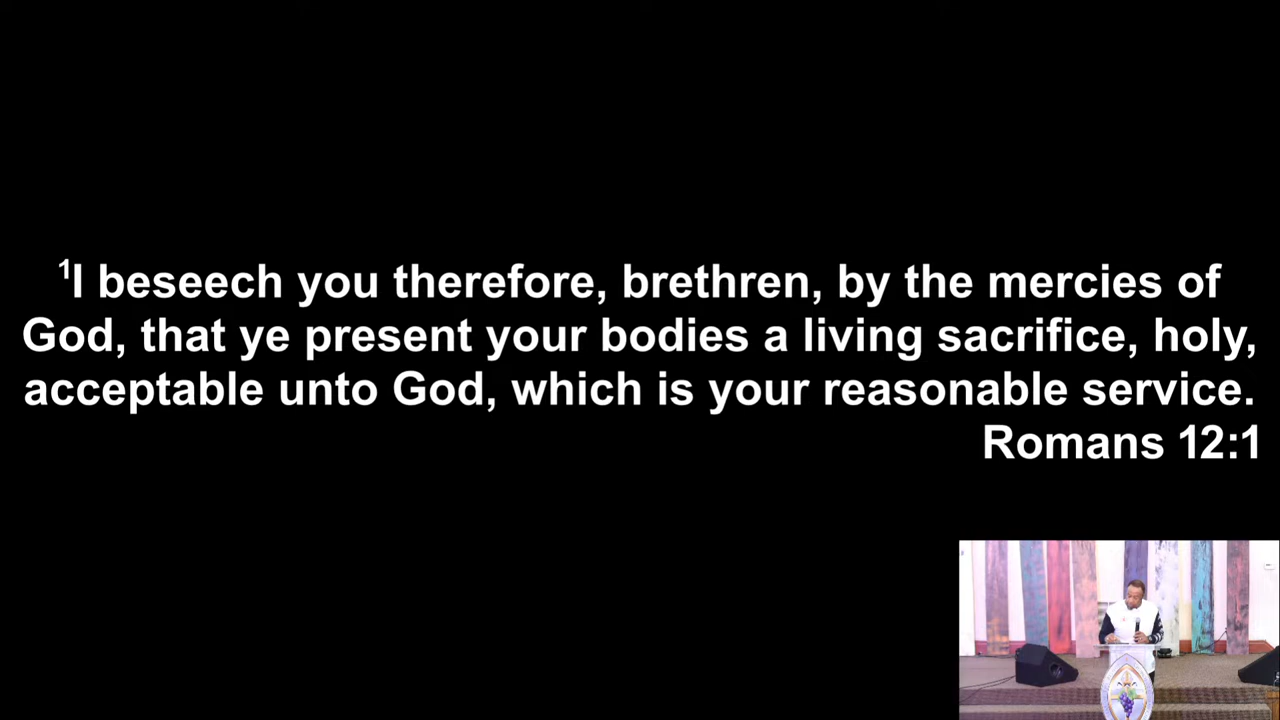 ¹I beseech you therefore, brethren, by the mercies of
God, that ye present your bodies a living sacrifice, holy,
acceptable unto God, which is your reasonable service.
Romans 12:1